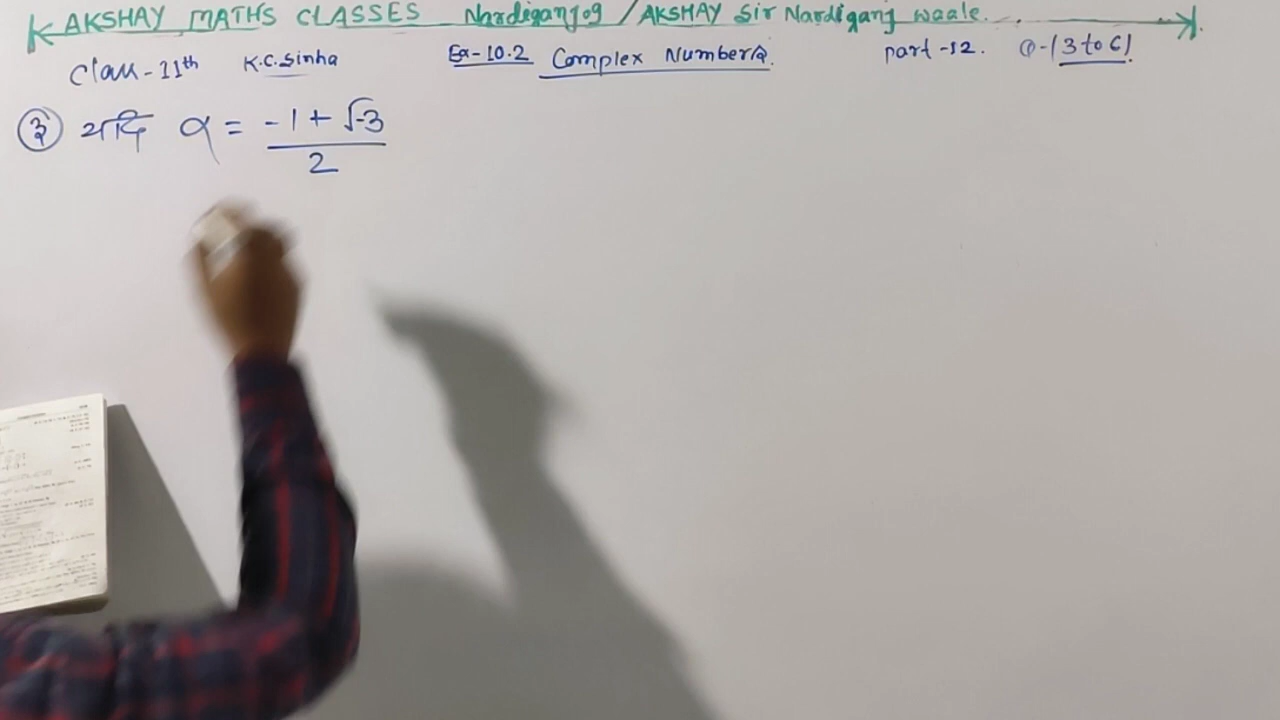 AKSHAY MATHS CLASSES Nardiganj09 / AKSHAY Sir Nardiganj waale.
Class-11th K.C.Sinha Ex-10.2 Complex Numbers. part-12. Q-(3 to 6)
③ यदि α = -1 + √-3 / 2